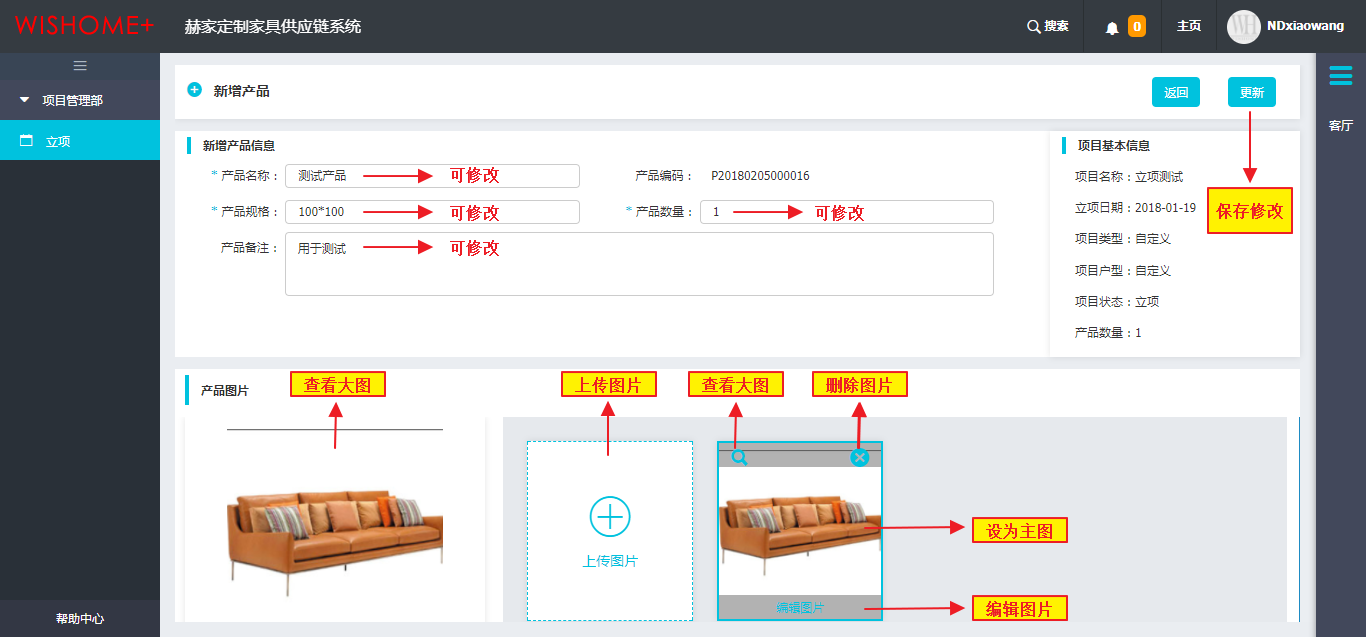 WISHOME+ 赫家定制家具供应链系统 搜索 0 主页 NDxiaowang
项目管理部
立项
帮助中心
新增产品 返回 更新
客厅
新增产品信息
* 产品名称： 测试产品 可修改 产品编码： P20180205000016
* 产品规格： 100*100 可修改 * 产品数量： 1 可修改
产品备注： 用于测试 可修改
项目基本信息
项目名称：立项测试
立项日期：2018-01-19
保存修改
项目类型：自定义
项目户型：自定义
项目状态：立项
产品数量：1
产品图片 查看大图 上传图片 查看大图 删除图片
上传图片
设为主图
编辑图片 编辑图片